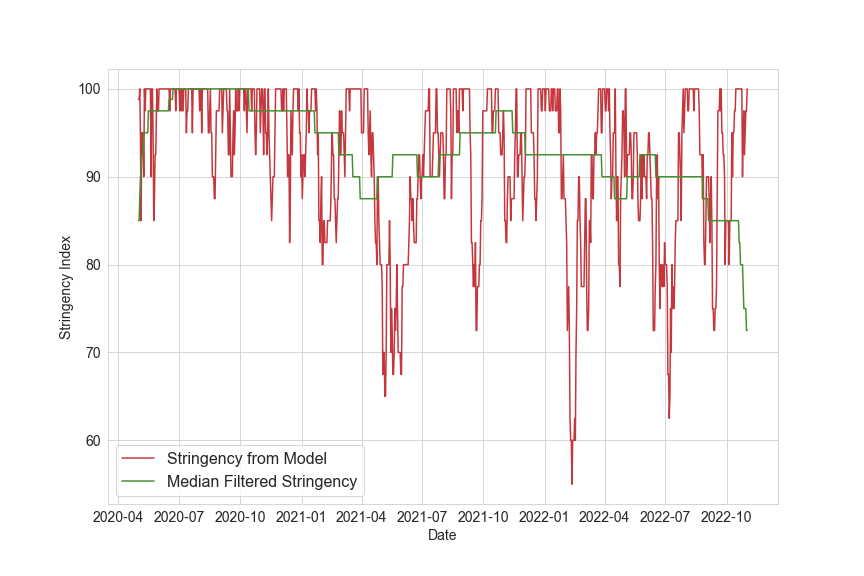 100
90
80
70
60
Stringency Index
Stringency from Model
Median Filtered Stringency
2020-04 2020-07 2020-10 2021-01 2021-04 2021-07 2021-10 2022-01 2022-04 2022-07 2022-10
Date